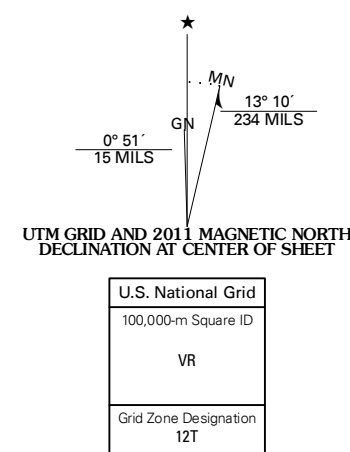 ★
MN
GN
13° 10´
234 MILS
0° 51´
15 MILS
UTM GRID AND 2011 MAGNETIC NORTH
DECLINATION AT CENTER OF SHEET
U.S. National Grid
100,000-m Square ID
VR
Grid Zone Designation
12T